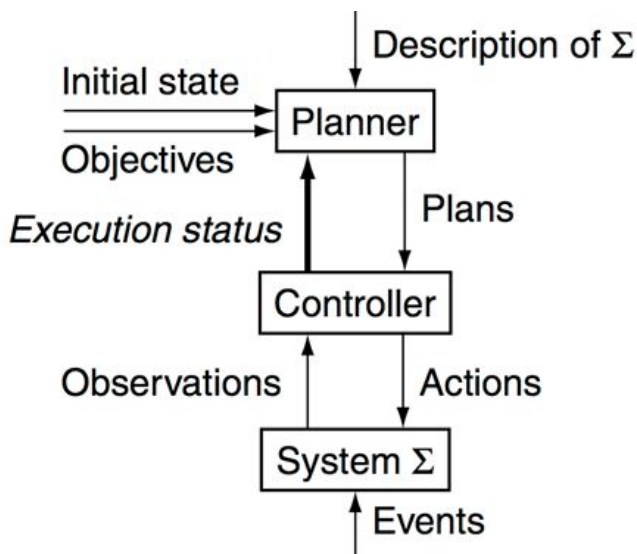 Description of Σ
Initial state
Planner
Objectives
Plans
Execution status
Controller
Observations
Actions
System Σ
Events